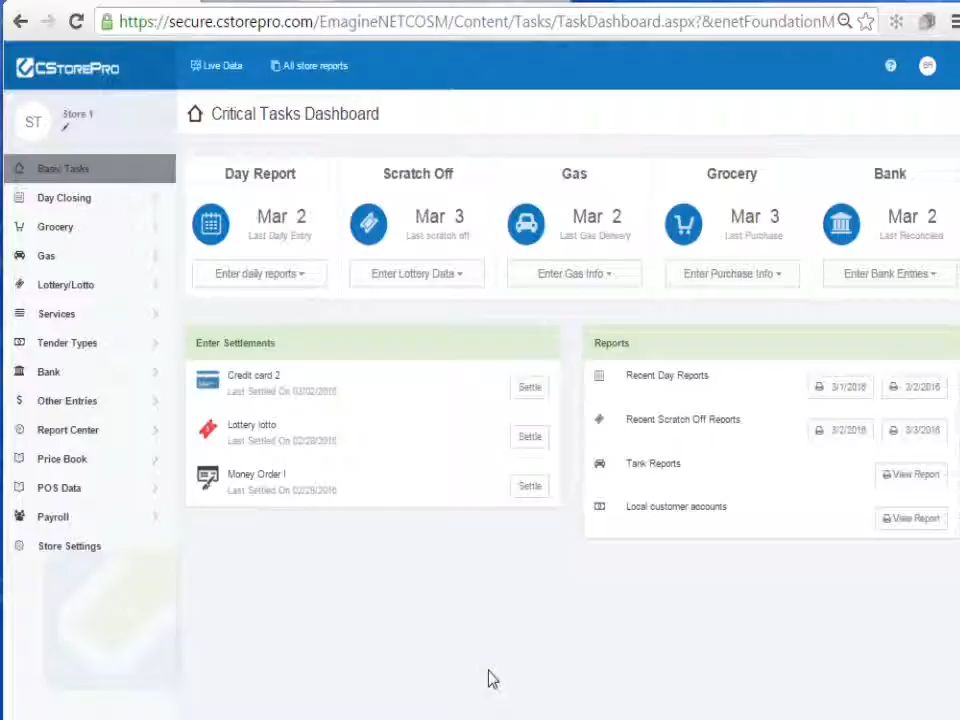 https://secure.cstorepro.com/EmagineNETCOSM/Content/Tasks/TaskDashboard.aspx?&enetFoundationM
CSTOREPRO
Live Data
All store reports
ST
Store 1
Critical Tasks Dashboard
Basic Tasks
Day Closing
Grocery
Gas
Lottery/Lotto
Services
Tender Types
Bank
Other Entries
Report Center
Price Book
POS Data
Payroll
Store Settings
Day Report
Mar 2
Last Daily Entry
Enter daily reports
Scratch Off
Mar 3
Last scratch off
Enter Lottery Data
Gas
Mar 2
Last Gas Delivery
Enter Gas Info
Grocery
Mar 3
Last Purchase
Enter Purchase Info
Bank
Mar 2
Last Reconciled
Enter Bank Entries
Enter Settlements
Credit card 2
Last Settled On 03/02/2016
Settle
Lottery lotto
Last Settled On 02/28/2016
Settle
Money Order !
Last Settled On 02/28/2016
Settle
Reports
Recent Day Reports
3/1/2016
3/2/2016
Recent Scratch Off Reports
3/2/2016
3/3/2016
Tank Reports
View Report
Local customer accounts
View Report